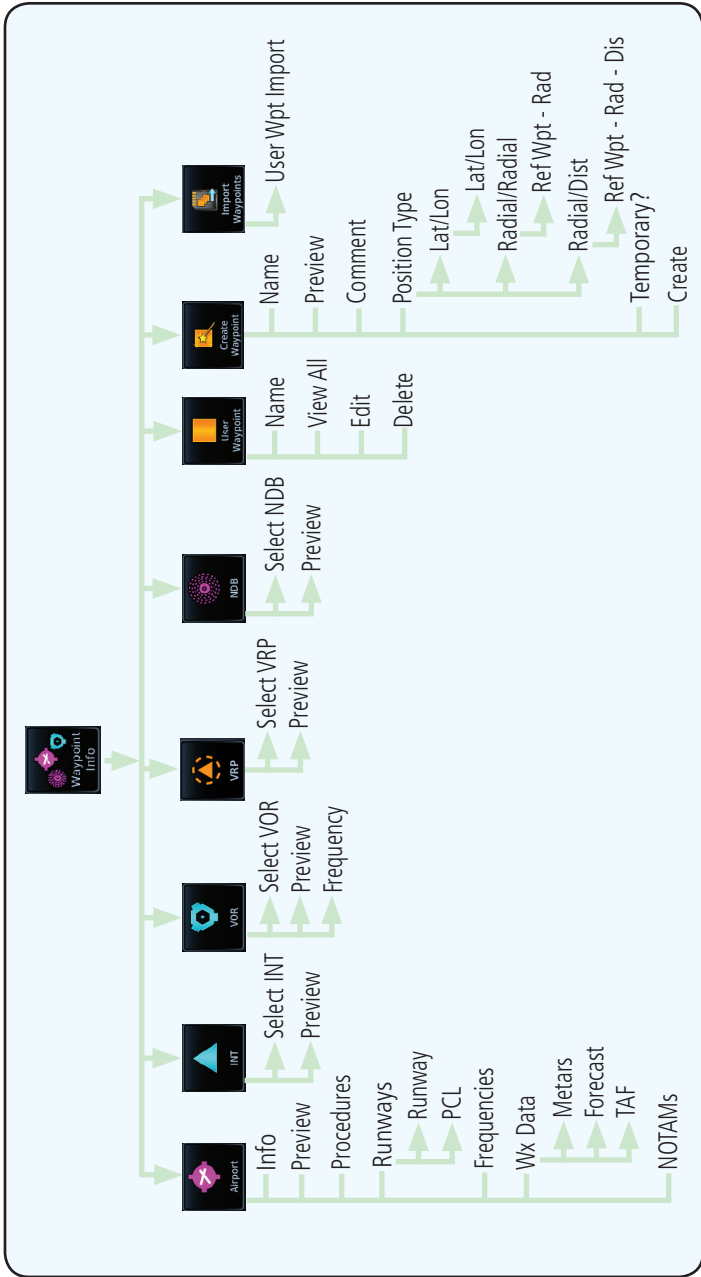 Waypoint
Info
Airport
Info
Preview
Procedures
Runways
Runway
PCL
Frequencies
Wx Data
Metars
Forecast
TAF
NOTAMs
INT
Select INT
Preview
VOR
Select VOR
Preview
Frequency
VRP
Select VRP
Preview
NDB
Select NDB
Preview
User
Waypoint
Name
View All
Edit
Delete
Create
Waypoint
Name
Preview
Comment
Position Type
Lat/Lon
Lat/Lon
Radial/Radial
Ref Wpt - Rad
Radial/Dist
Ref Wpt - Rad - Dis
Temporary?
Create
Import
Waypoints
User Wpt Import